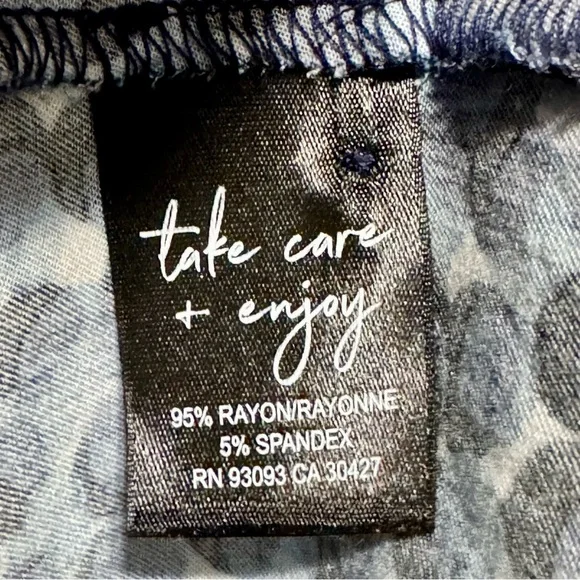 take care
+ enjoy
95% RAYON/RAYONNE
5% SPANDEX
RN 93093 CA 30427